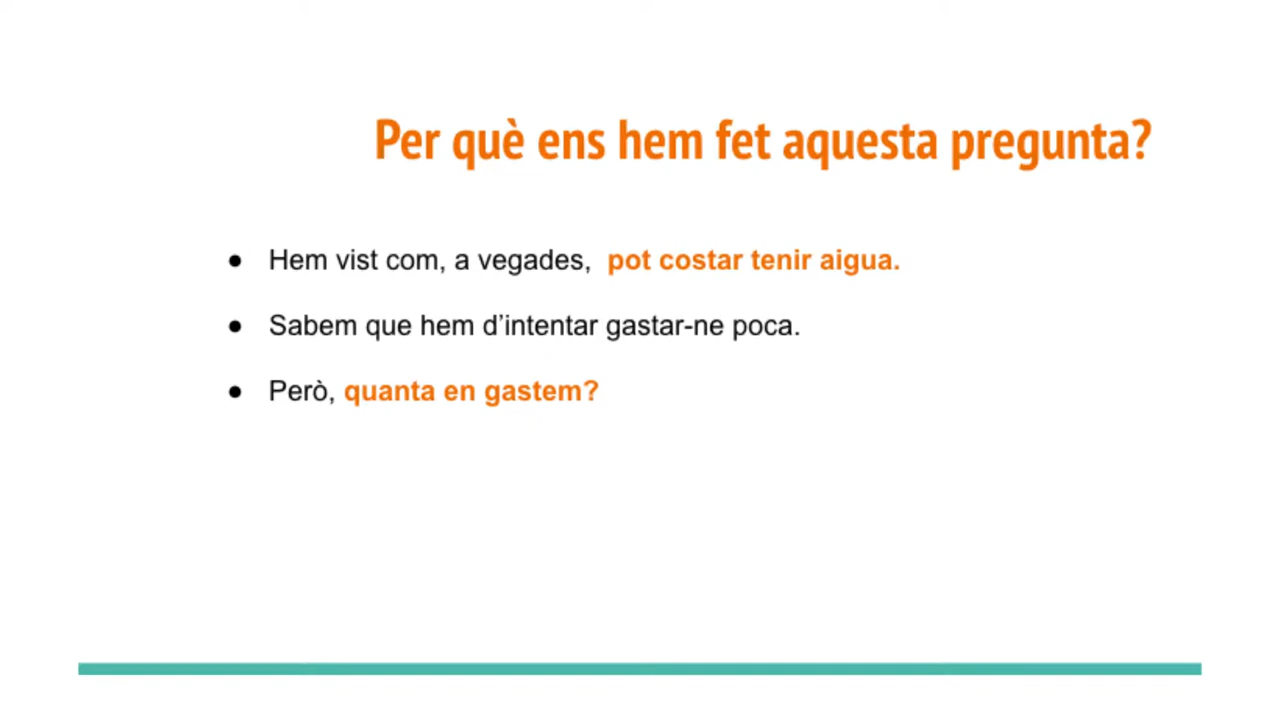 Per què ens hem fet aquesta pregunta?
● Hem vist com, a vegades, pot costar tenir aigua.
● Sabem que hem d’intentar gastar-ne poca.
● Però, quanta en gastem?